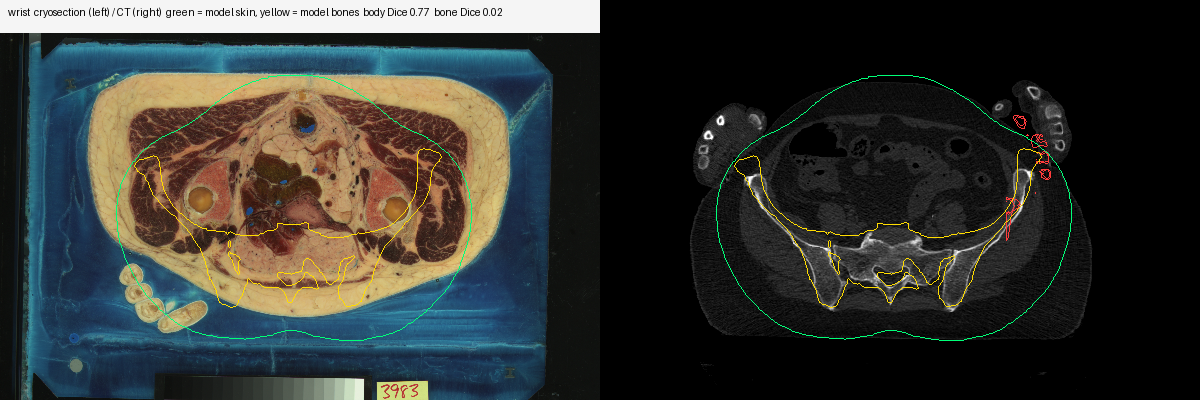 wrist cryosection (left) / CT (right) green = model skin, yellow = model bones body Dice 0.77 bone Dice 0.02
3983